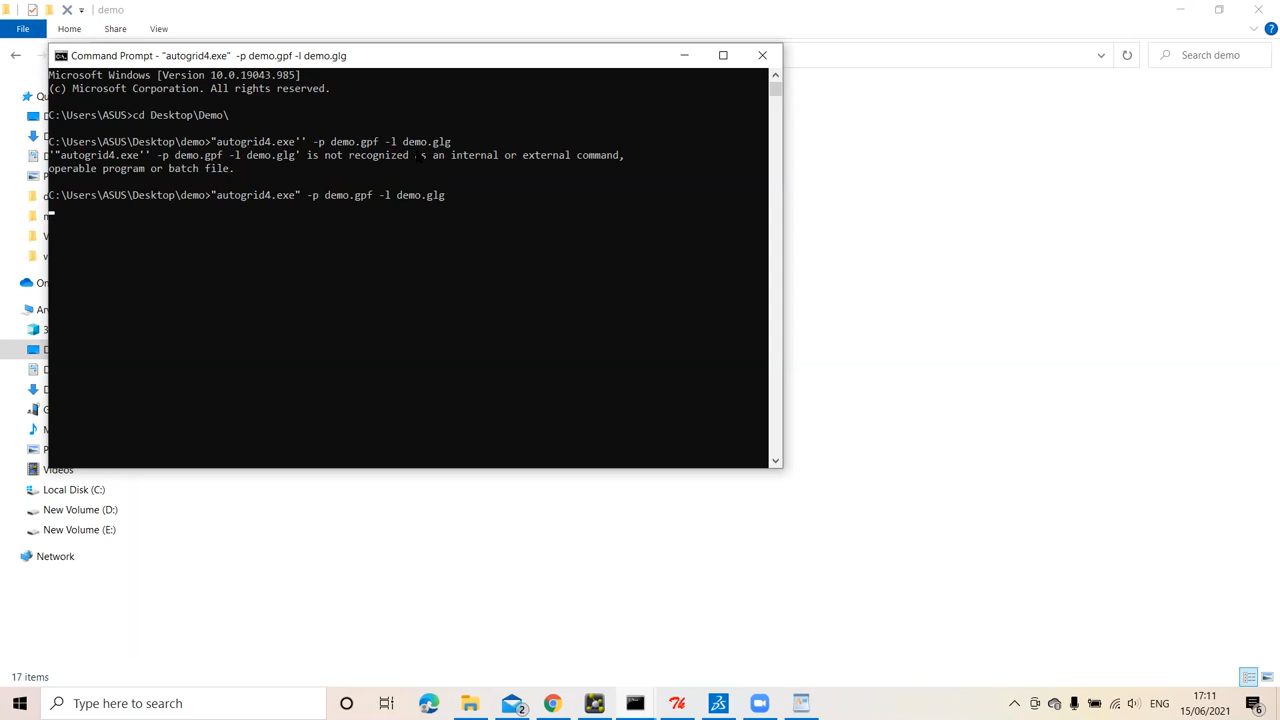 demo
File
Home
Share
View
Search demo
Command Prompt - "autogrid4.exe" -p demo.gpf -l demo.glg
Microsoft Windows [Version 10.0.19043.985]
(c) Microsoft Corporation. All rights reserved.
C:\Users\ASUS>cd Desktop\Demo\
C:\Users\ASUS\Desktop\demo>"autogrid4.exe'' -p demo.gpf -l demo.glg
'"autogrid4.exe'' -p demo.gpf -l demo.glg' is not recognized as an internal or external command,
operable program or batch file.
C:\Users\ASUS\Desktop\demo>"autogrid4.exe" -p demo.gpf -l demo.glg
Videos
Local Disk (C:)
New Volume (D:)
New Volume (E:)
Network
17 items
Type here to search
2
ENG
17:11
15/06/2021
6